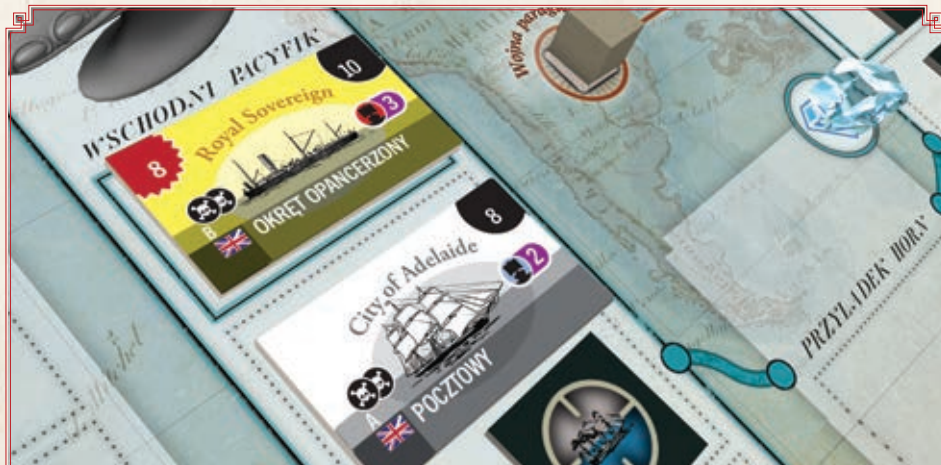 WSCHODNI PACYFIK
10
Royal Sovereign
8
3
OKRĘT OPANCERZONY
B
8
City of Adelaide
2
POCZTOWY
A
Wojna parag
PRZYLĄDEK HORN